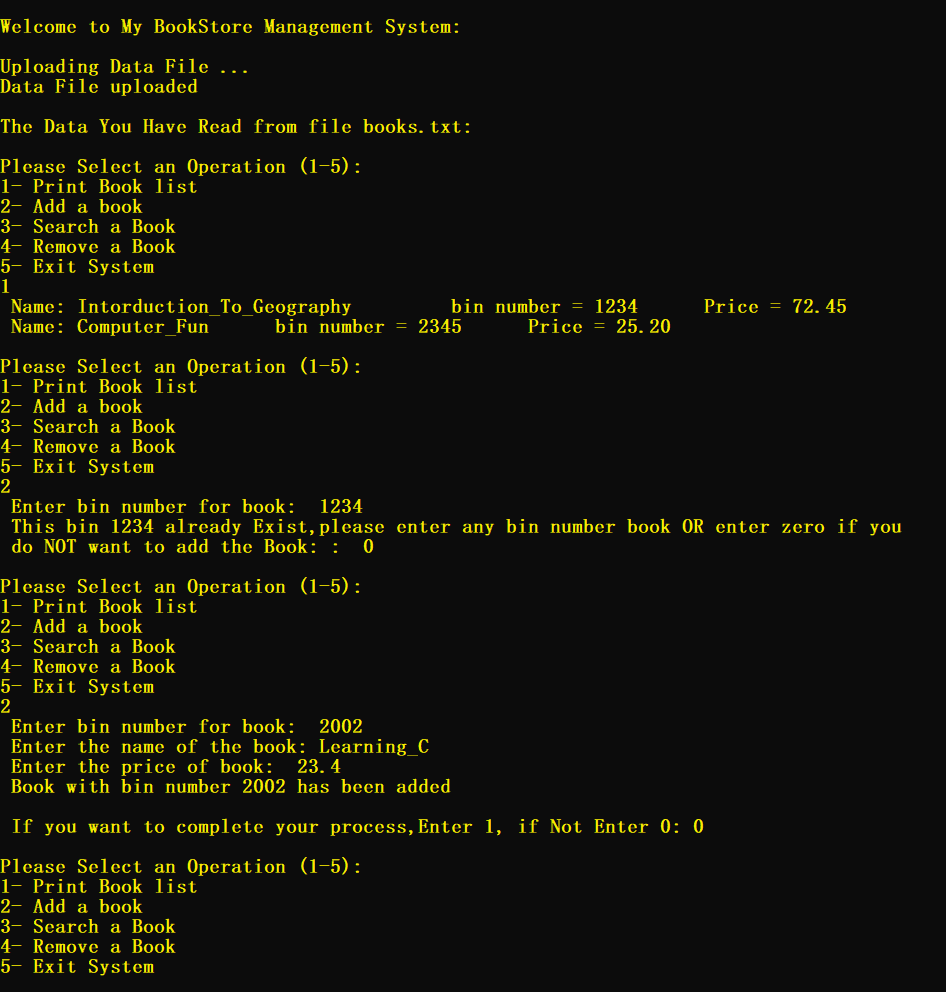 Welcome to My BookStore Management System:
Uploading Data File ...
Data File uploaded
The Data You Have Read from file books.txt:
Please Select an Operation (1-5):
1- Print Book list
2- Add a book
3- Search a Book
4- Remove a Book
5- Exit System
1
Name: Intorduction_To_Geography bin number = 1234 Price = 72.45
Name: Computer_Fun bin number = 2345 Price = 25.20
Please Select an Operation (1-5):
1- Print Book list
2- Add a book
3- Search a Book
4- Remove a Book
5- Exit System
2
Enter bin number for book: 1234
This bin 1234 already Exist,please enter any bin number book OR enter zero if you
do NOT want to add the Book: : 0
Please Select an Operation (1-5):
1- Print Book list
2- Add a book
3- Search a Book
4- Remove a Book
5- Exit System
2
Enter bin number for book: 2002
Enter the name of the book: Learning_C
Enter the price of book: 23.4
Book with bin number 2002 has been added
If you want to complete your process,Enter 1, if Not Enter 0: 0
Please Select an Operation (1-5):
1- Print Book list
2- Add a book
3- Search a Book
4- Remove a Book
5- Exit System